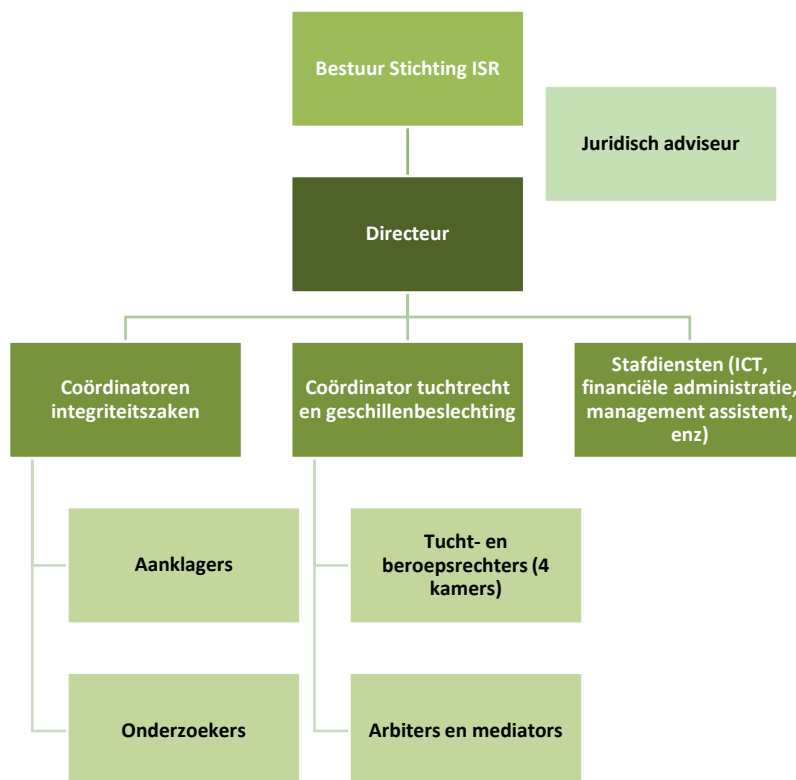 Bestuur Stichting ISR
Juridisch adviseur
Directeur
Coördinatoren
integriteitszaken
Coördinator tuchtrecht
en geschillenbeslechting
Stafdiensten (ICT,
financiële administratie,
management assistent,
enz)
Aanklagers
Tucht- en
beroepsrechters (4
kamers)
Onderzoekers
Arbiters en mediators